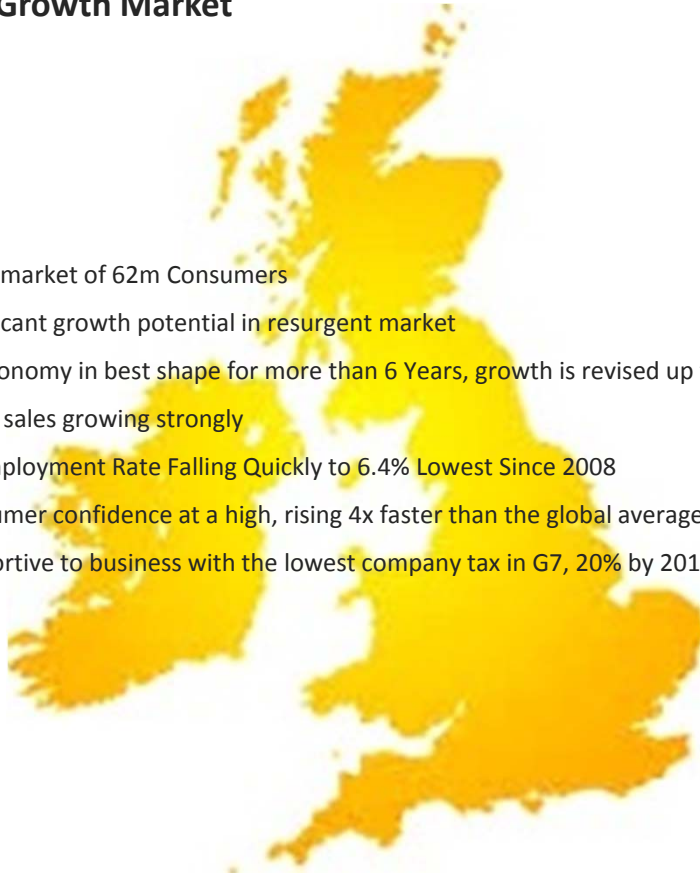 Growth Market
market of 62m Consumers
cant growth potential in resurgent market
onomy in best shape for more than 6 Years, growth is revised up
sales growing strongly
ployment Rate Falling Quickly to 6.4% Lowest Since 2008
umer confidence at a high, rising 4x faster than the global average
ortive to business with the lowest company tax in G7, 20% by 201